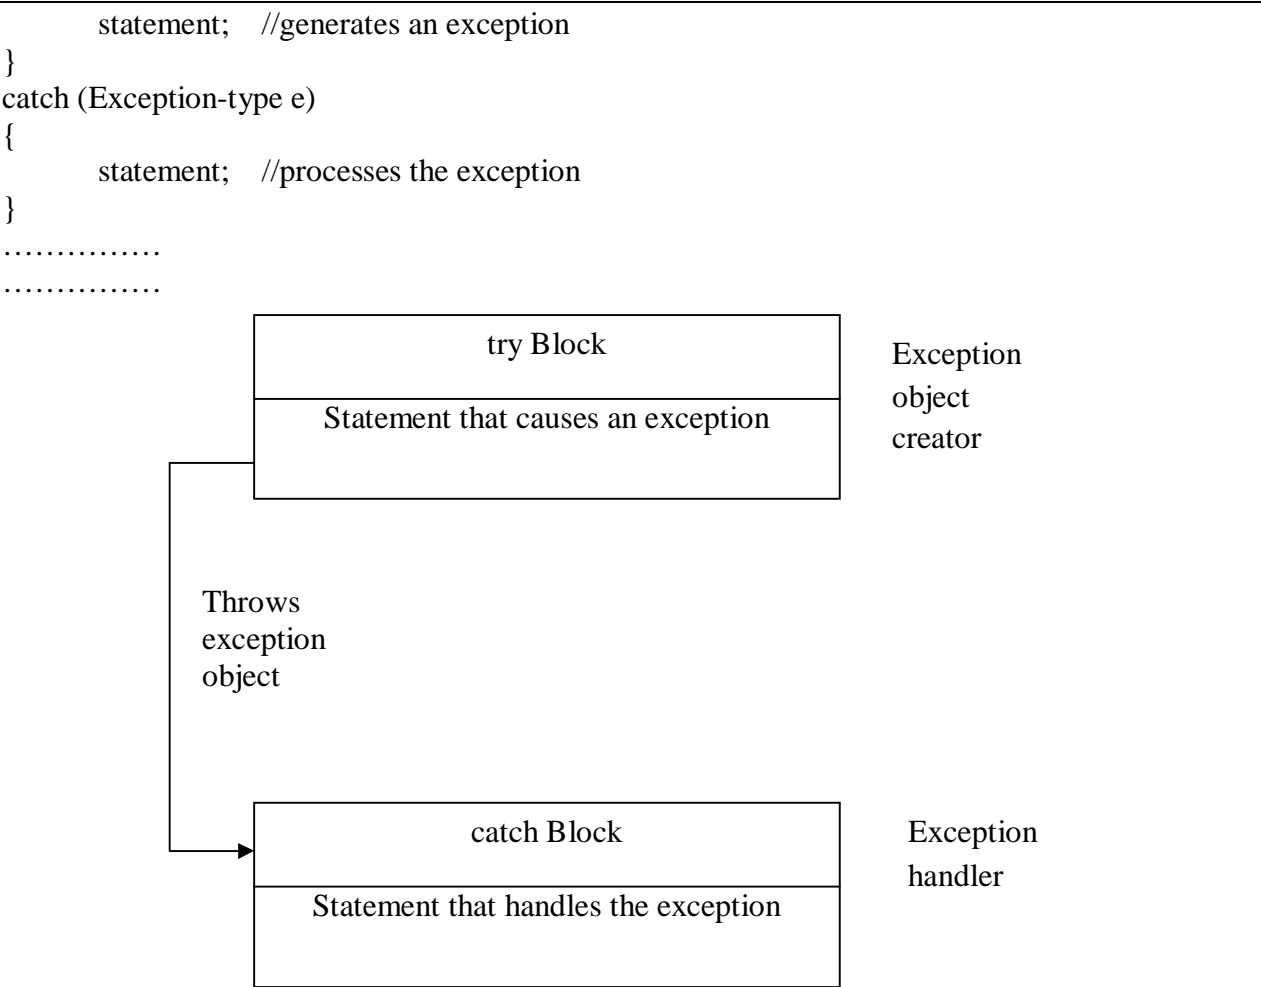 statement; //generates an exception
}
catch (Exception-type e)
{
statement; //processes the exception
}
……………
……………
try Block
Statement that causes an exception
Exception
object
creator
Throws
exception
object
catch Block
Statement that handles the exception
Exception
handler